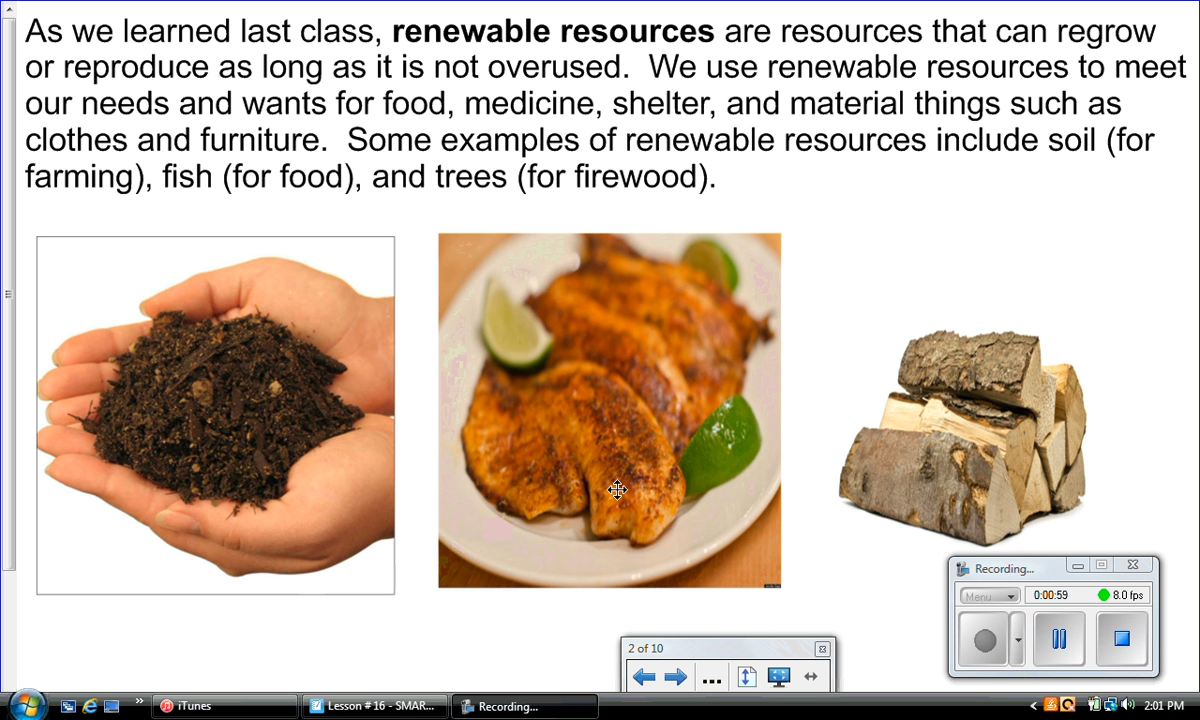 As we learned last class, renewable resources are resources that can regrow
or reproduce as long as it is not overused.  We use renewable resources to meet
our needs and wants for food, medicine, shelter, and material things such as
clothes and furniture.  Some examples of renewable resources include soil (for
farming), fish (for food), and trees (for firewood).
Recording...
Menu
0:00:59
8.0 fps
2 of 10
...
iTunes
Lesson # 16 - SMAR...
Recording...
2:01 PM